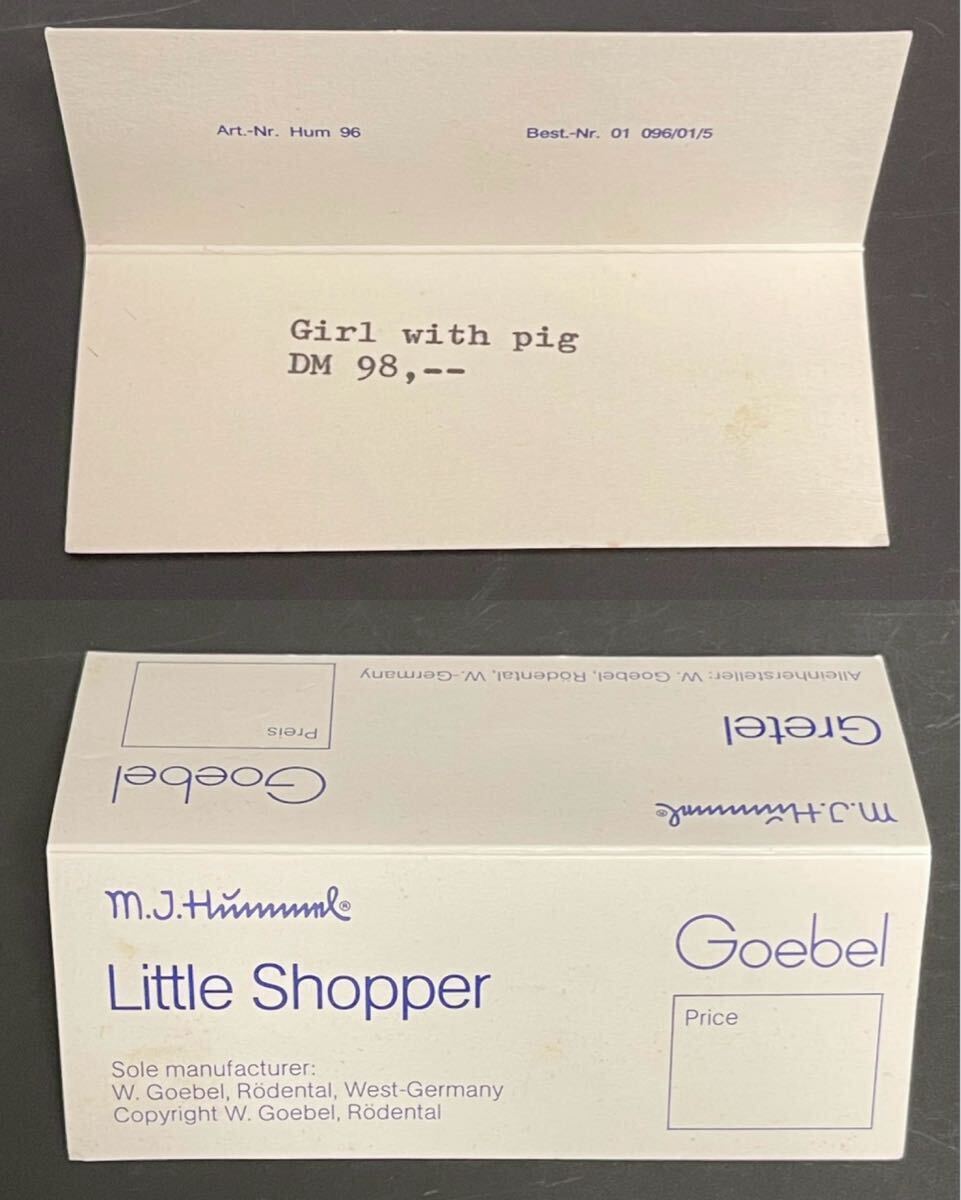 Art.-Nr. Hum 96
Best.-Nr. 01 096/01/5
Girl with pig
DM 98,--
Alleinhersteller: W. Goebel, Rödental, W.-Germany
Preis
Gretel
Goebel
M.J.Hummel®
M.J.Hummel®
Goebel
Little Shopper
Price
Sole manufacturer:
W. Goebel, Rödental, West-Germany
Copyright W. Goebel, Rödental